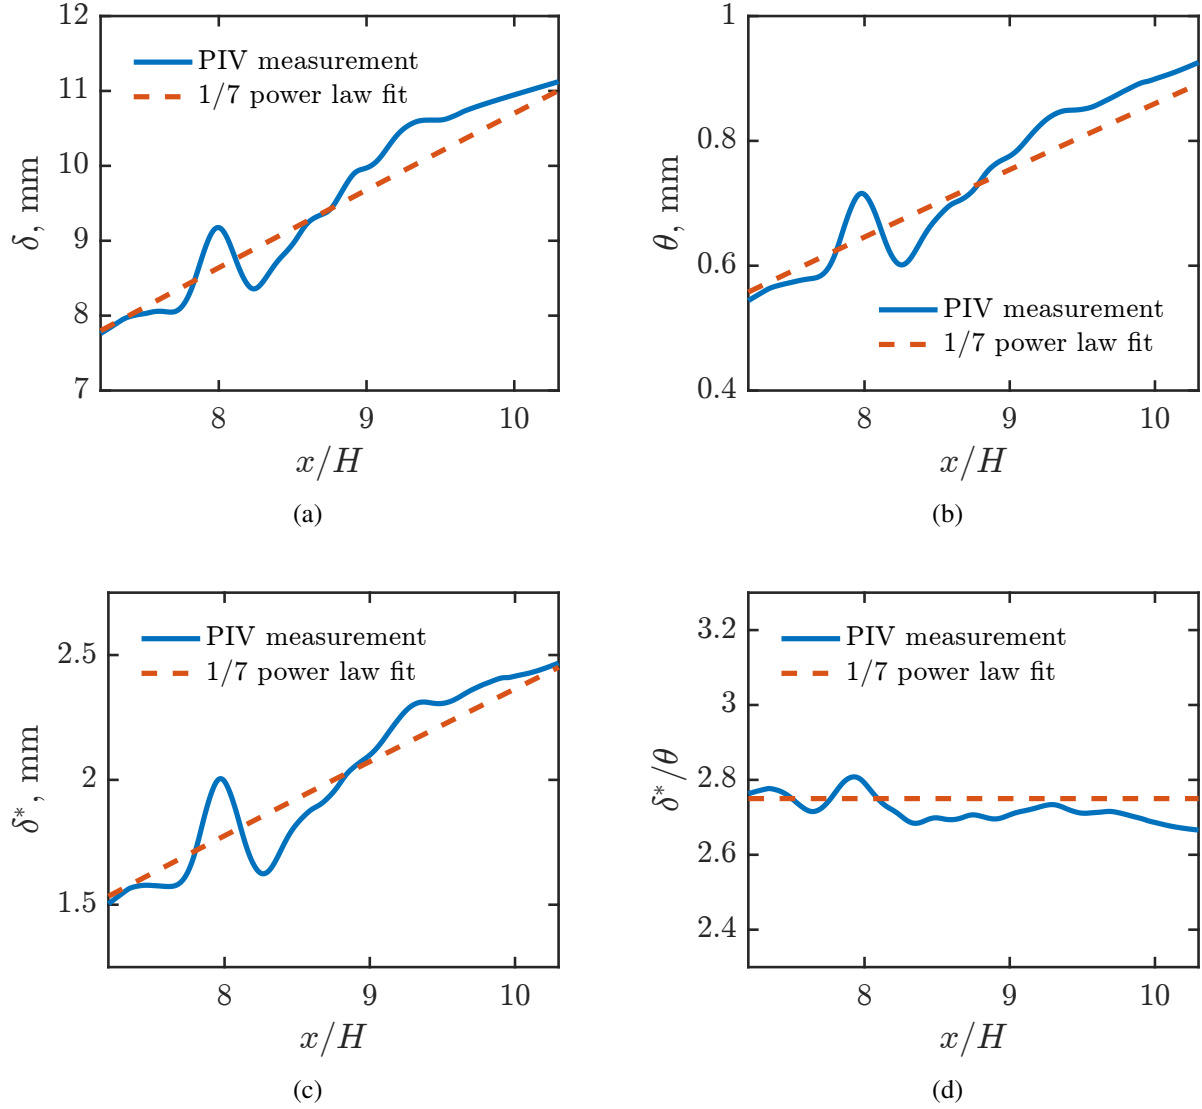 12
11
10
9
8
7
δ, mm
PIV measurement
1/7 power law fit
8 9 10
x/H
(a)
1
0.8
0.6
0.4
θ, mm
PIV measurement
1/7 power law fit
8 9 10
x/H
(b)
2.5
2
1.5
δ*, mm
PIV measurement
1/7 power law fit
8 9 10
x/H
(c)
3.2
3
2.8
2.6
2.4
δ*/θ
PIV measurement
1/7 power law fit
8 9 10
x/H
(d)